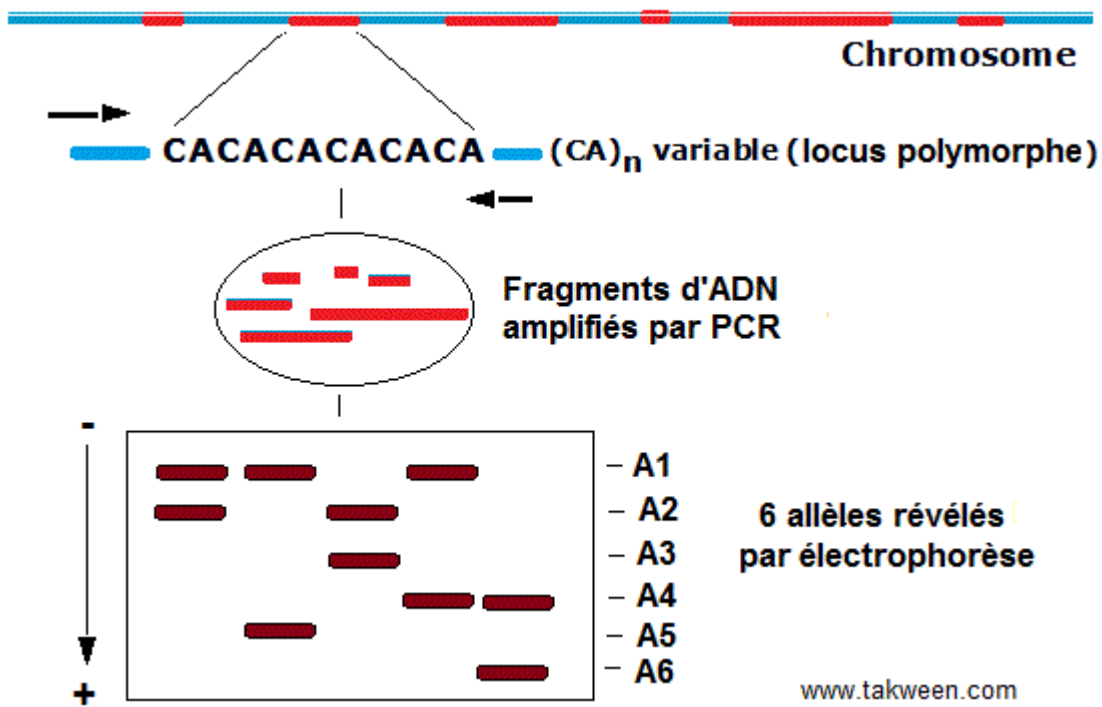 Chromosome
CACACACACACA (CA)n variable (locus polymorphe)
Fragments d'ADN
amplifiés par PCR
-
A1
A2
A3
A4
A5
A6
+
6 allèles révélés
par électrophorèse
www.takween.com